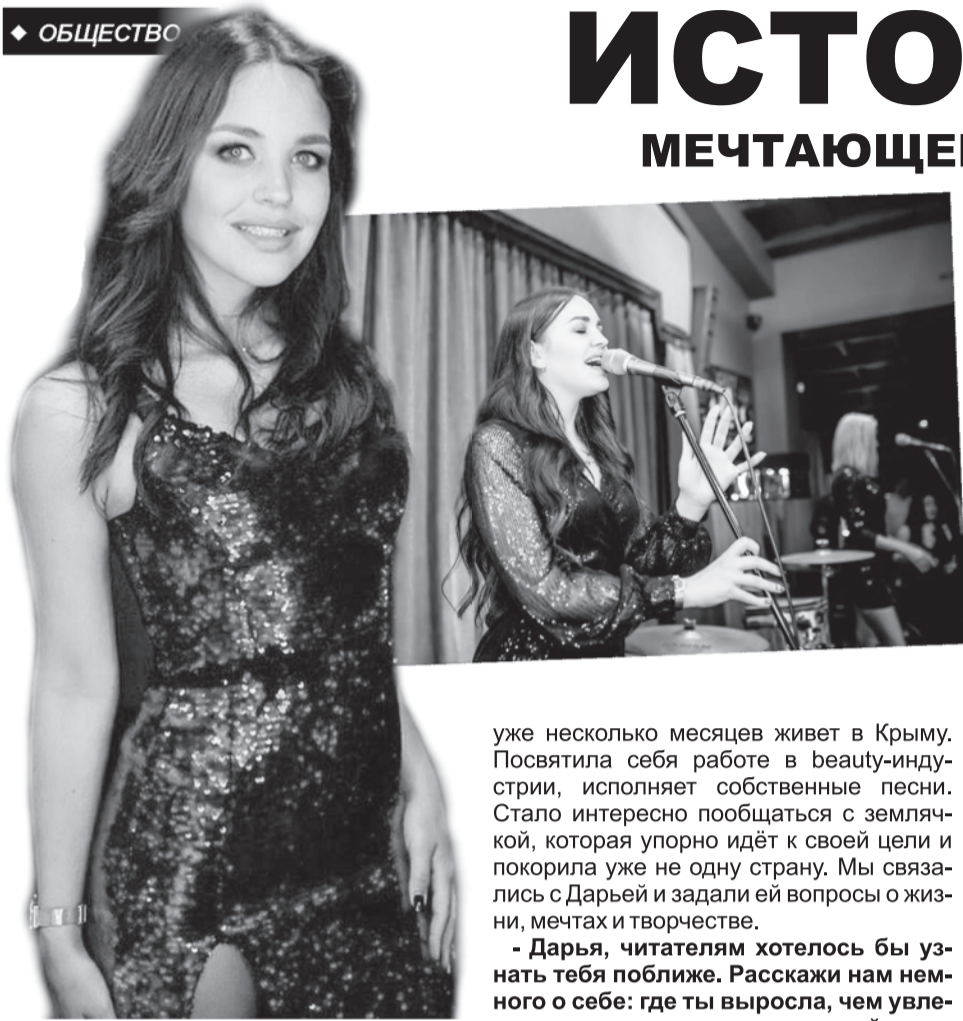 ◆ ОБЩЕСТВО
ИСТО
МЕЧТАЮЩЕ
уже несколько месяцев живет в Крыму.
Посвятила себя работе в beauty-инду-
стрии, исполняет собственные песни.
Стало интересно пообщаться с земляч-
кой, которая упорно идёт к своей цели и
покорила уже не одну страну. Мы связа-
лись с Дарьей и задали ей вопросы о жиз-
ни, мечтах и творчестве.
- Дарья, читателям хотелось бы уз-
нать тебя поближе. Расскажи нам нем-
ного о себе: где ты выросла, чем увле-